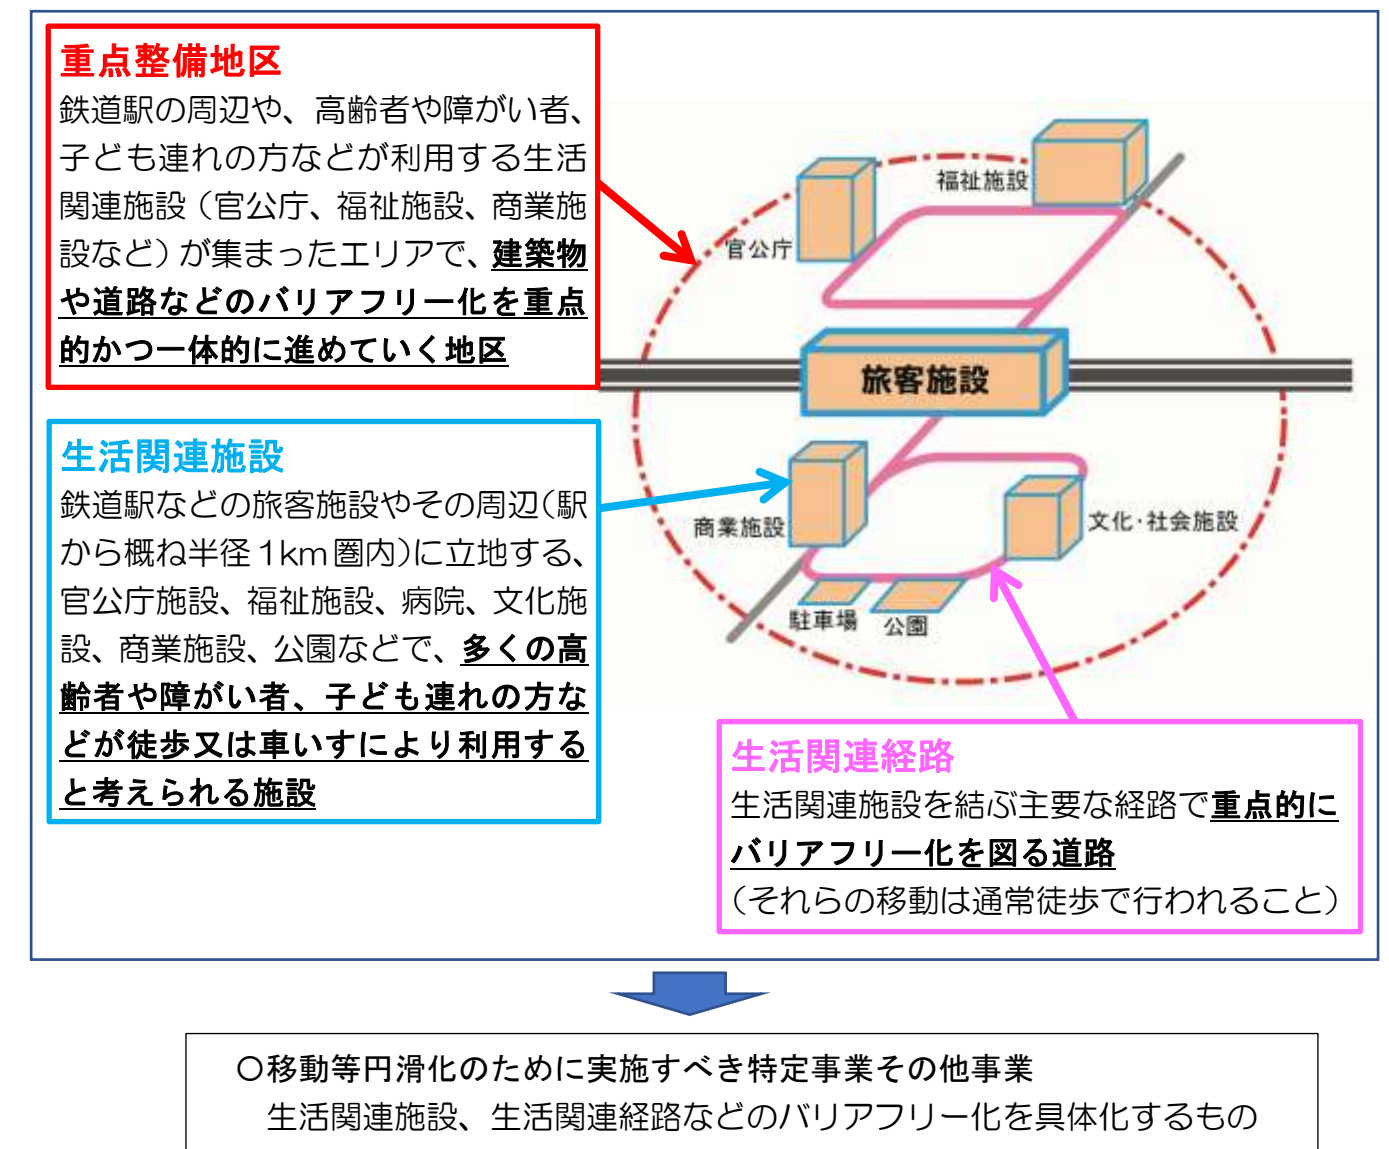 重点整備地区
鉄道駅の周辺や、高齢者や障がい者、
子ども連れの方などが利用する生活
関連施設（官公庁、福祉施設、商業施
設など）が集まったエリアで、建築物
や道路などのバリアフリー化を重点
的かつ一体的に進めていく地区
福祉施設
官公庁
旅客施設
生活関連施設
鉄道駅などの旅客施設やその周辺（駅
から概ね半径1km圏内）に立地する、
官公庁施設、福祉施設、病院、文化施
設、商業施設、公園などで、多くの高
齢者や障がい者、子ども連れの方な
どが徒歩又は車いすにより利用する
と考えられる施設
商業施設
文化・社会施設
駐車場
公園
生活関連経路
生活関連施設を結ぶ主要な経路で重点的に
バリアフリー化を図る道路
（それらの移動は通常徒歩で行われること）
〇移動等円滑化のために実施すべき特定事業その他事業
生活関連施設、生活関連経路などのバリアフリー化を具体化するもの